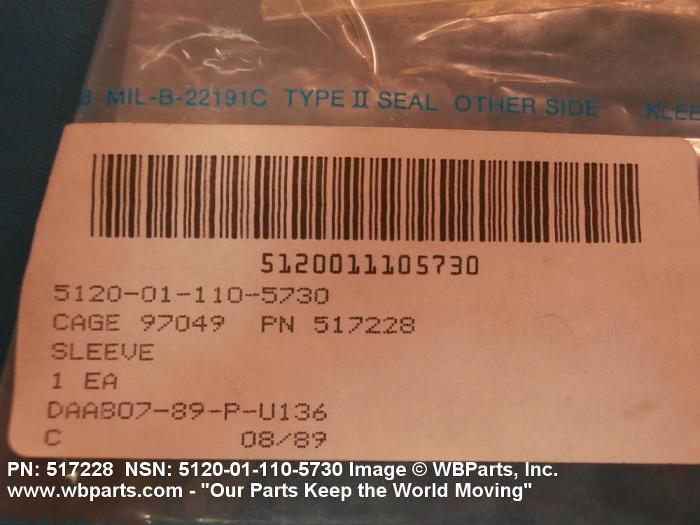 8 MIL-B-22191C TYPE II SEAL OTHER SIDE KLEE
5120011105730
5120-01-110-5730
CAGE 97049 PN 517228
SLEEVE
1 EA
DAAB07-89-P-U136
C 08/89
PN: 517228 NSN: 5120-01-110-5730 Image © WBParts, Inc.
www.wbparts.com - "Our Parts Keep the World Moving"